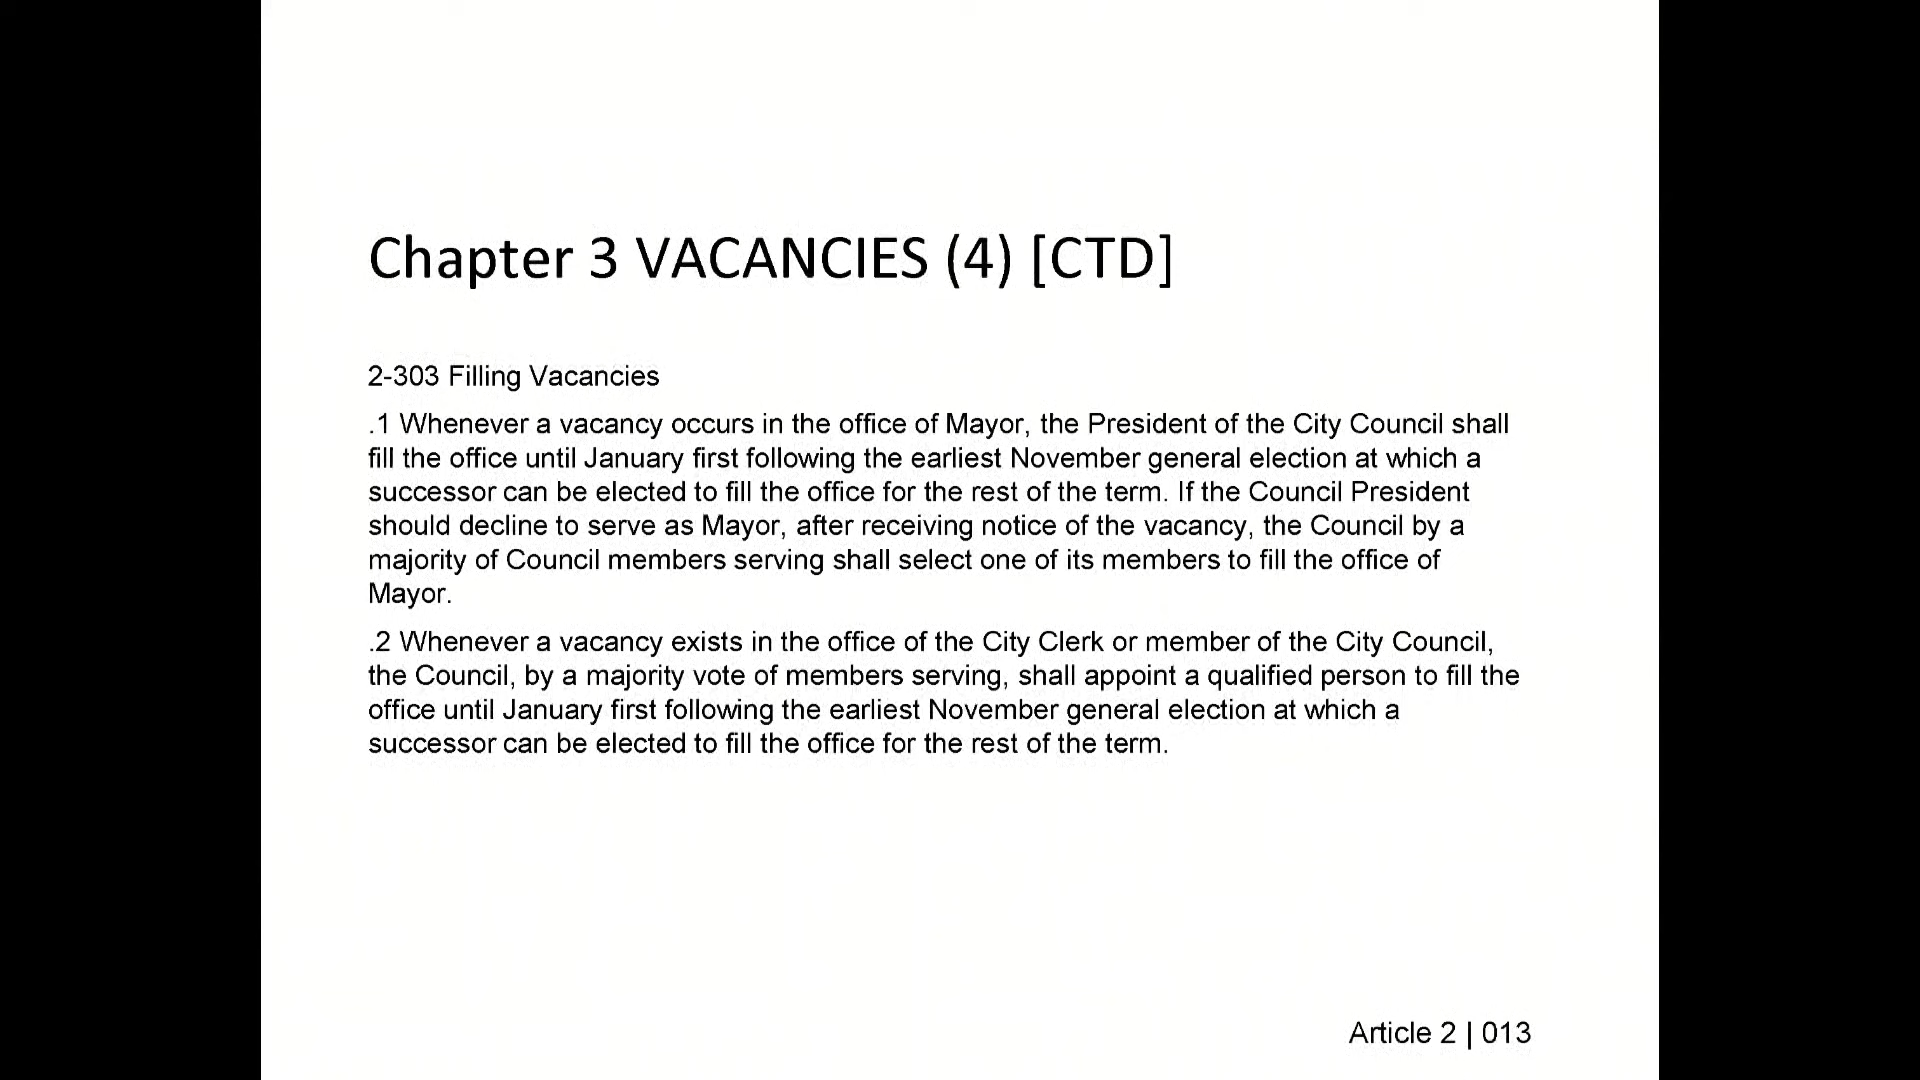 Chapter 3 VACANCIES (4) [CTD]
2-303 Filling Vacancies
.1 Whenever a vacancy occurs in the office of Mayor, the President of the City Council shall
fill the office until January first following the earliest November general election at which a
successor can be elected to fill the office for the rest of the term. If the Council President
should decline to serve as Mayor, after receiving notice of the vacancy, the Council by a
majority of Council members serving shall select one of its members to fill the office of
Mayor.
.2 Whenever a vacancy exists in the office of the City Clerk or member of the City Council,
the Council, by a majority vote of members serving, shall appoint a qualified person to fill the
office until January first following the earliest November general election at which a
successor can be elected to fill the office for the rest of the term.
Article 2 | 013